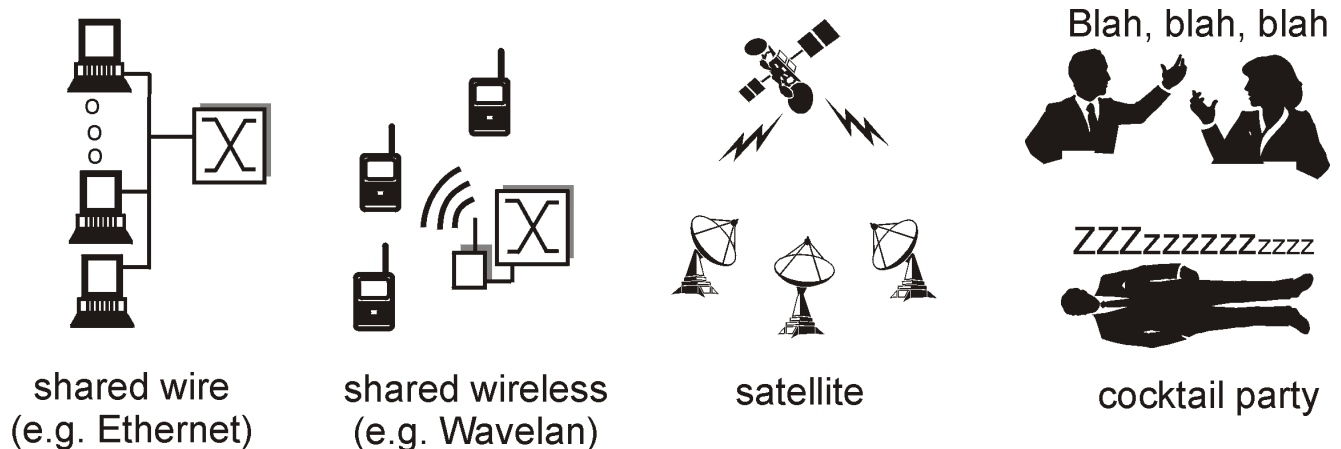 Blah, blah, blah
ZZZzzzzzzzzzz
shared wire
(e.g. Ethernet)
shared wireless
(e.g. Wavelan)
satellite
cocktail party